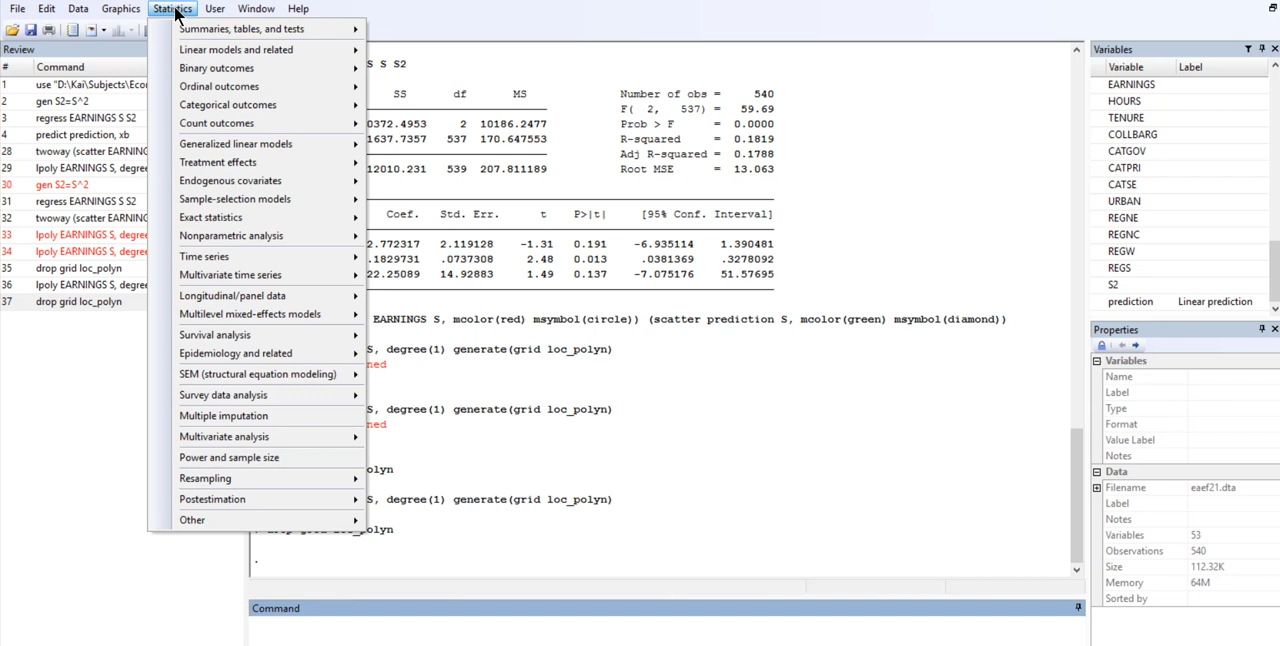 File Edit Data Graphics Statistics User Window Help
Review
# Command
1 use "D:\Kai\Subjects\Econ
2 gen S2=S^2
3 regress EARNINGS S S2
4 predict prediction, xb
28 twoway (scatter EARNING
29 lpoly EARNINGS S, degree
30 gen S2=S^2
31 regress EARNINGS S S2
32 twoway (scatter EARNING
33 lpoly EARNINGS S, degree
34 lpoly EARNINGS S, degree
35 drop grid loc_polyn
36 lpoly EARNINGS S, degree
37 drop grid loc_polyn
Summaries, tables, and tests
Linear models and related
Binary outcomes
Ordinal outcomes
Categorical outcomes
Count outcomes
Generalized linear models
Treatment effects
Endogenous covariates
Sample-selection models
Exact statistics
Nonparametric analysis
Time series
Multivariate time series
Longitudinal/panel data
Multilevel mixed-effects models
Survival analysis
Epidemiology and related
SEM (structural equation modeling)
Survey data analysis
Multiple imputation
Multivariate analysis
Power and sample size
Resampling
Postestimation
Other
S S S2
SS df MS Number of obs = 540
F( 2, 537) = 59.69
0372.4953 2 10186.2477 Prob > F = 0.0000
1637.7357 537 170.647553 R-squared = 0.1819
Adj R-squared = 0.1788
12010.231 539 207.811189 Root MSE = 13.063
Coef. Std. Err. t P>|t| [95% Conf. Interval]
2.772317 2.119128 -1.31 0.191 -6.935114 1.390481
.1829731 .0737308 2.48 0.013 .0381369 .3278092
22.25089 14.92883 1.49 0.137 -7.075176 51.57695
EARNINGS S, mcolor(red) msymbol(circle)) (scatter prediction S, mcolor(green) msymbol(diamond))
S, degree(1) generate(grid loc_polyn)
ned
S, degree(1) generate(grid loc_polyn)
ned
olyn
S, degree(1) generate(grid loc_polyn)
. drop grid loc_polyn
.
Command
Variables
Variable Label
EARNINGS
HOURS
TENURE
COLLBARG
CATGOV
CATPRI
CATSE
URBAN
REGNE
REGNC
REGW
REGS
S2
prediction Linear prediction
Properties
Variables
Name
Label
Type
Format
Value Label
Notes
Data
Filename eaef21.dta
Label
Notes
Variables 53
Observations 540
Size 112.32K
Memory 64M
Sorted by